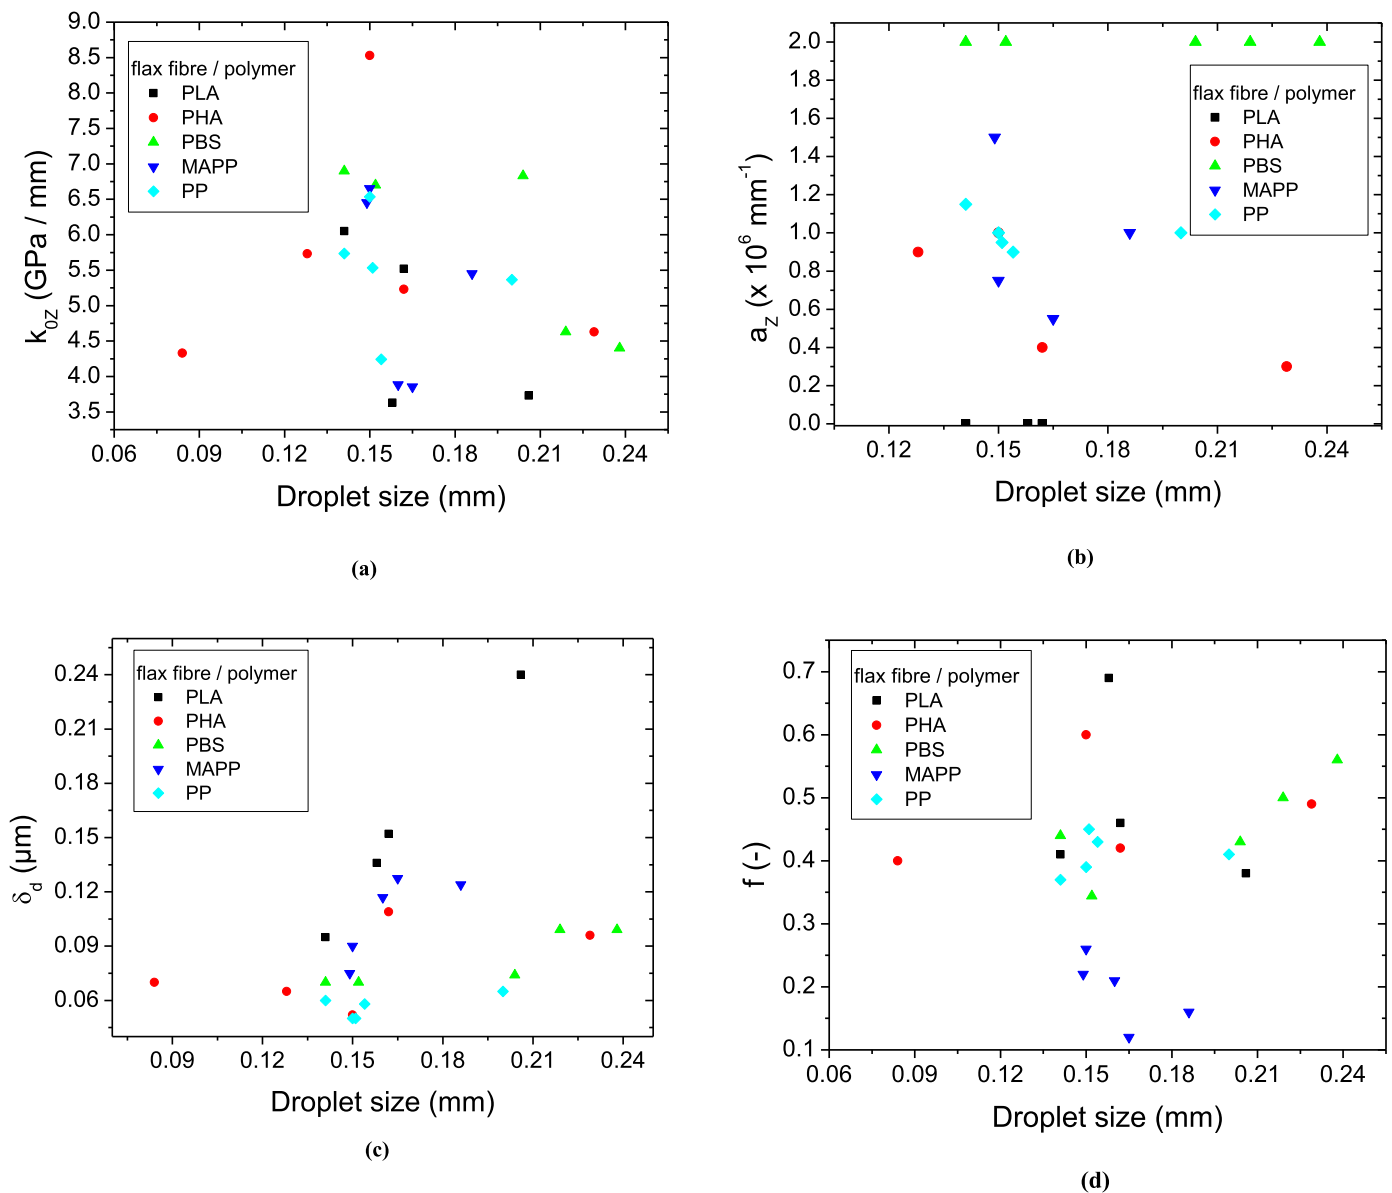 9.0
8.5
8.0
7.5
7.0
6.5
6.0
5.5
5.0
4.5
4.0
3.5
k0Z (GPa / mm)
flax fibre / polymer
PLA
PHA
PBS
MAPP
PP
0.06 0.09 0.12 0.15 0.18 0.21 0.24
Droplet size (mm)
(a)
2.0
1.8
1.6
1.4
1.2
1.0
0.8
0.6
0.4
0.2
0.0
aZ (x 10^6 mm^-1)
flax fibre / polymer
PLA
PHA
PBS
MAPP
PP
0.12 0.15 0.18 0.21 0.24
Droplet size (mm)
(b)
0.24
0.21
0.18
0.15
0.12
0.09
0.06
δd (μm)
flax fibre / polymer
PLA
PHA
PBS
MAPP
PP
0.09 0.12 0.15 0.18 0.21 0.24
Droplet size (mm)
(c)
0.7
0.6
0.5
0.4
0.3
0.2
0.1
f (-)
flax fibre / polymer
PLA
PHA
PBS
MAPP
PP
0.06 0.09 0.12 0.15 0.18 0.21 0.24
Droplet size (mm)
(d)